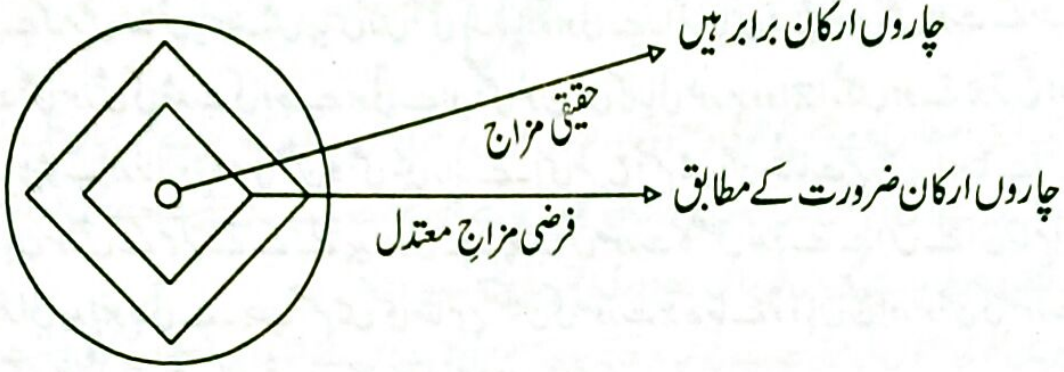 چاروں ارکان برابر ہیں
حقیقی مزاج
چاروں ارکان ضرورت کے مطابق
فرضی مزاجِ معتدل